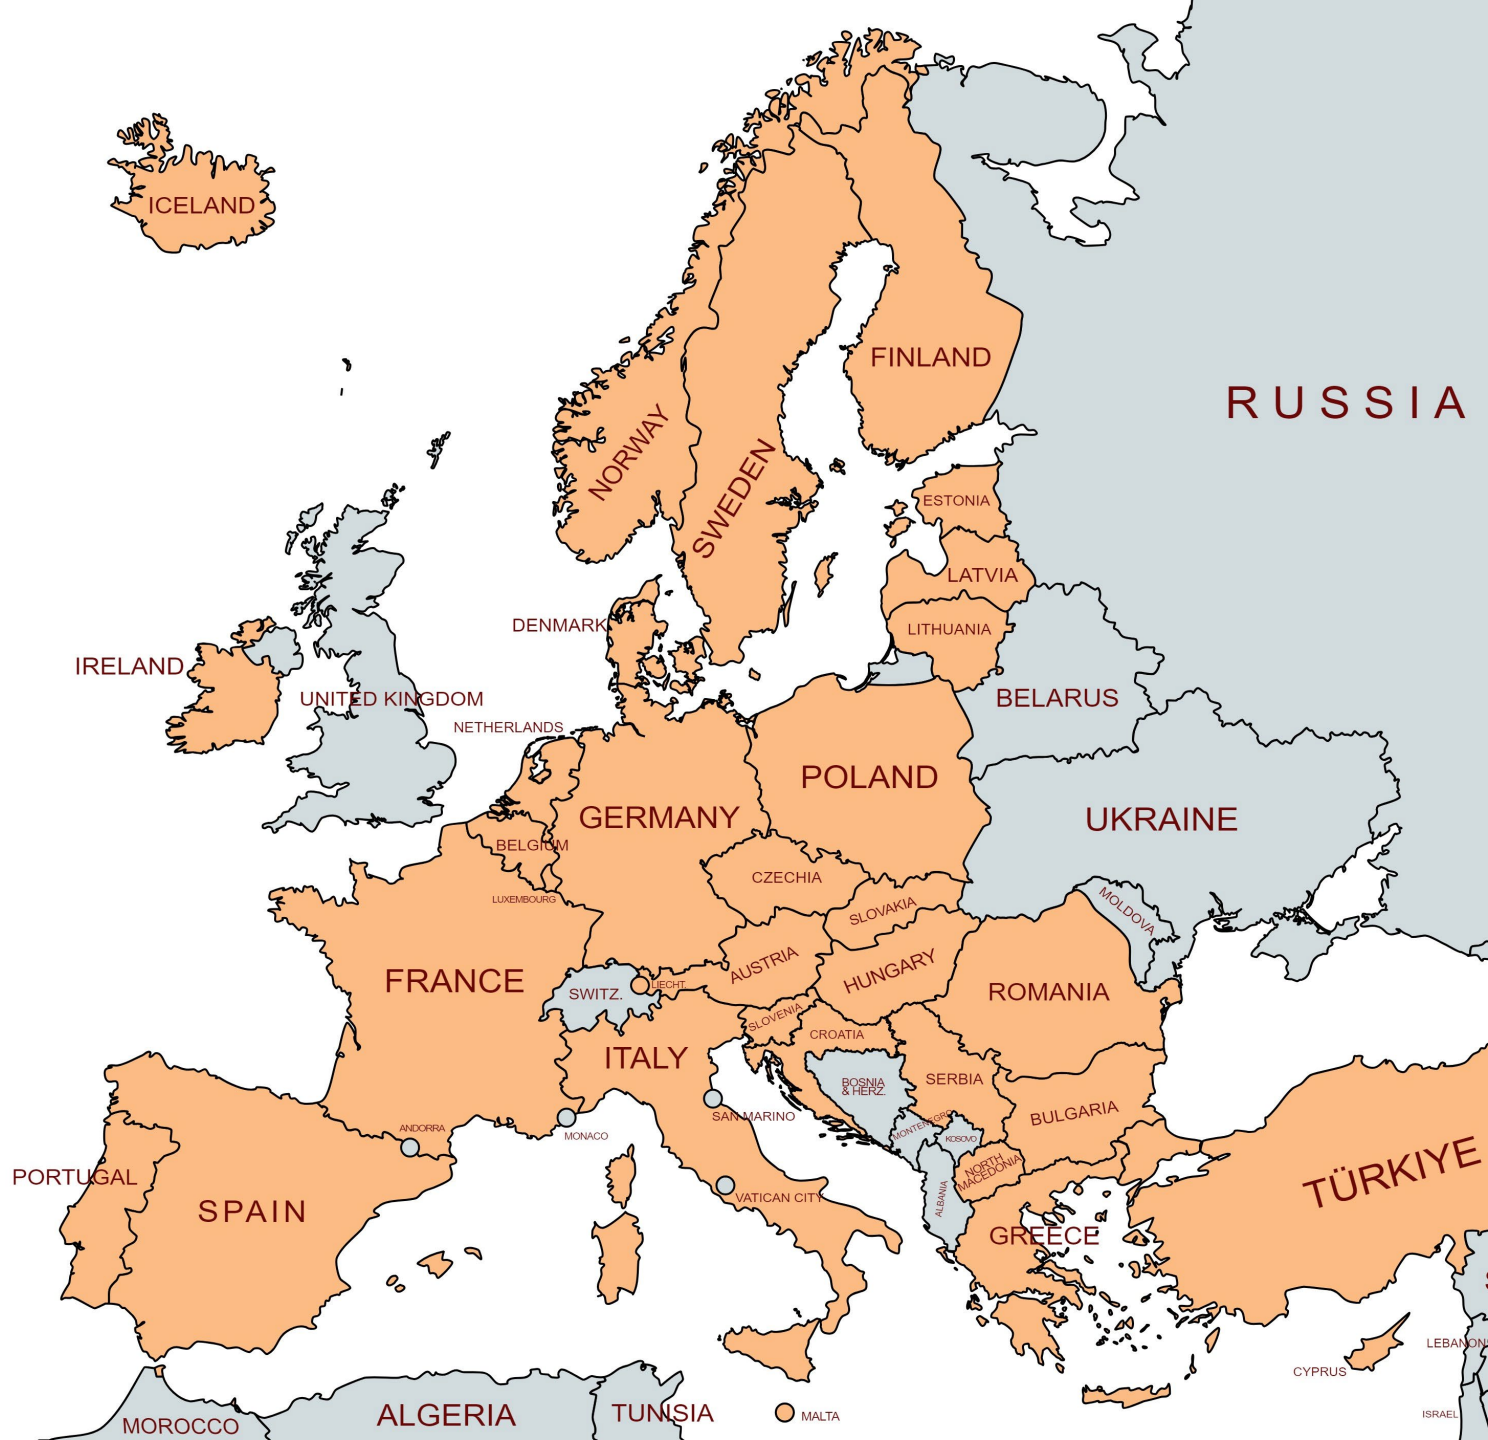 ICELAND
FINLAND
RUSSIA
NORWAY
SWEDEN
ESTONIA
LATVIA
DENMARK
LITHUANIA
IRELAND
UNITED KINGDOM
BELARUS
NETHERLANDS
POLAND
GERMANY
UKRAINE
BELGIUM
CZECHIA
LUXEMBOURG
SLOVAKIA
MOLDOVA
AUSTRIA
HUNGARY
FRANCE
LIECHT.
SWITZ.
ROMANIA
SLOVENIA
CROATIA
ITALY
SERBIA
BOSNIA
& HERZ.
BULGARIA
SAN MARINO
MONTENEGRO
ANDORRA
MONACO
KOSOVO
NORTH
MACEDONIA
TÜRKIYE
PORTUGAL
VATICAN CITY
ALBANIA
SPAIN
GREECE
LEBANON
CYPRUS
ALGERIA
TUNISIA
MALTA
ISRAEL
MOROCCO